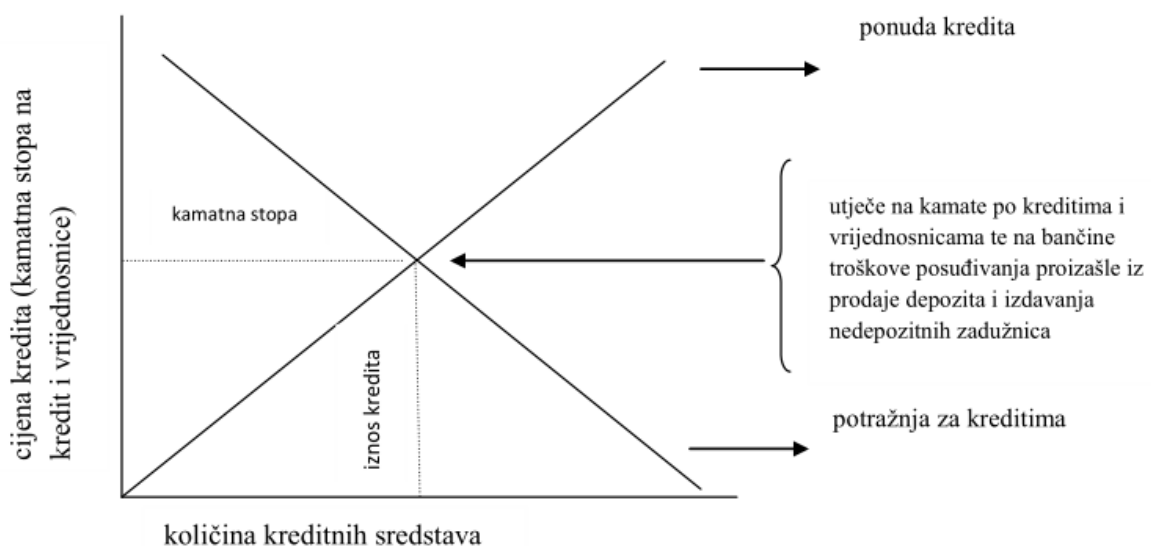 ponuda kredita
cijena kredita (kamatna stopa na
kredit i vrijednosnice)
kamatna stopa
utječe na kamate po kreditima i
vrijednosnicama te na bančine
troškove posuđivanja proizašle iz
prodaje depozita i izdavanja
nedepozitnih zadužnica
iznos kredita
potražnja za kreditima
količina kreditnih sredstava